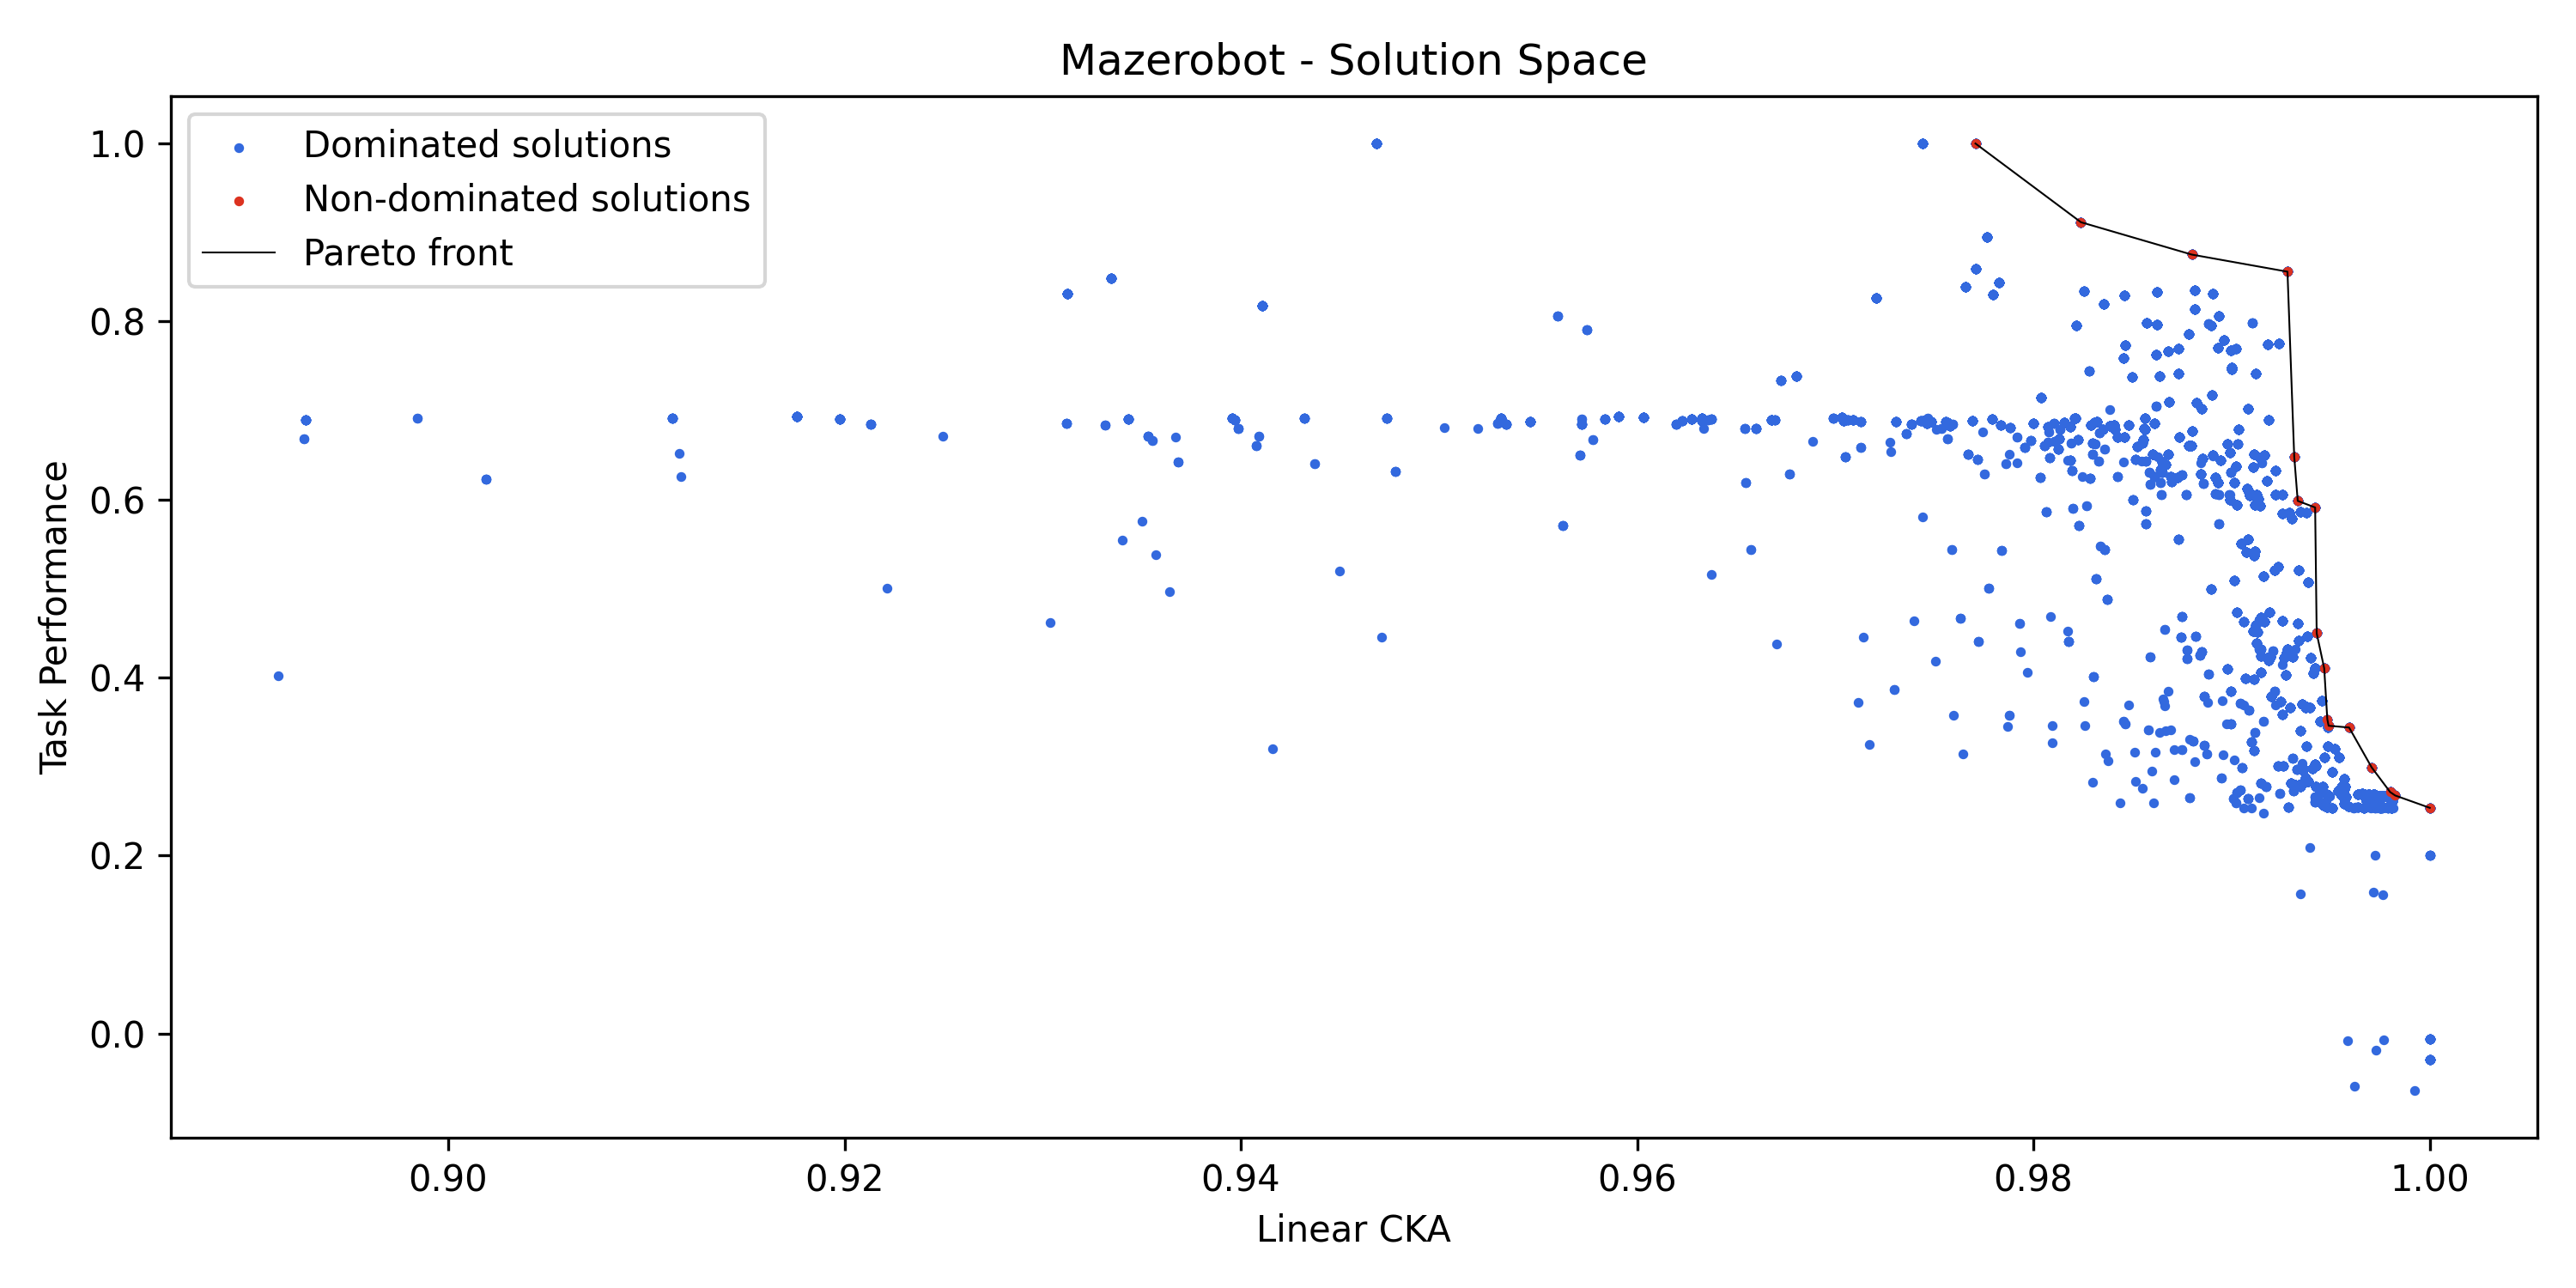 Mazerobot - Solution Space
Dominated solutions
Non-dominated solutions
Pareto front
1.0
0.8
0.6
0.4
0.2
0.0
Task Performance
0.90 0.92 0.94 0.96 0.98 1.00
Linear CKA